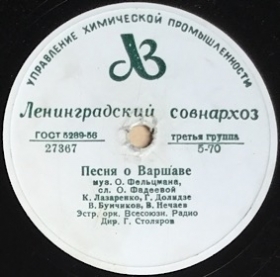 УПРАВЛЕНИЕ ХИМИЧЕСКОЙ ПРОМЫШЛЕННОСТИ
ЛВ
Ленинградский совнархоз
ГОСТ 5289-56 третья группа
27367 5-70
Песня о Варшаве
муз. О. Фельцмана,
сл. О. Фадеевой
К. Лазаренко, Г. Долидзе
В. Бунчиков, В. Нечаев
Эстр. орк. Всесоюзн. Радио
Дир. Г. Столяров